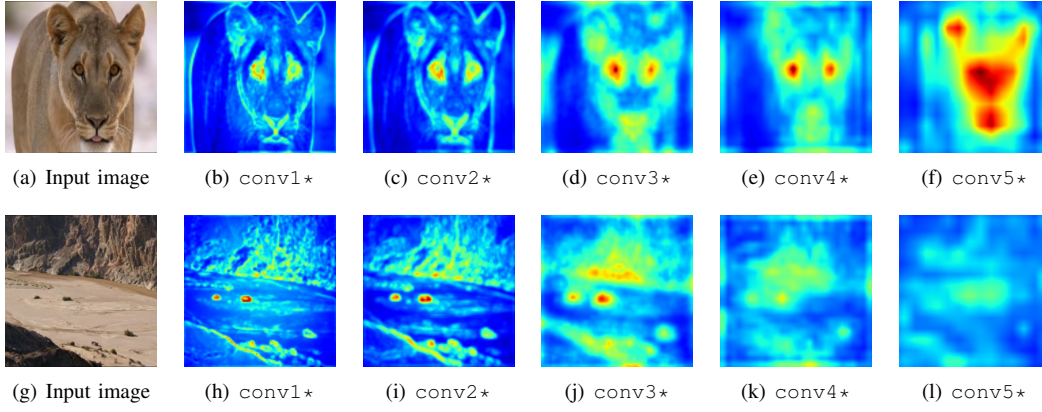 (a) Input image (b) conv1⋆ (c) conv2⋆ (d) conv3⋆ (e) conv4⋆ (f) conv5⋆
(g) Input image (h) conv1⋆ (i) conv2⋆ (j) conv3⋆ (k) conv4⋆ (l) conv5⋆